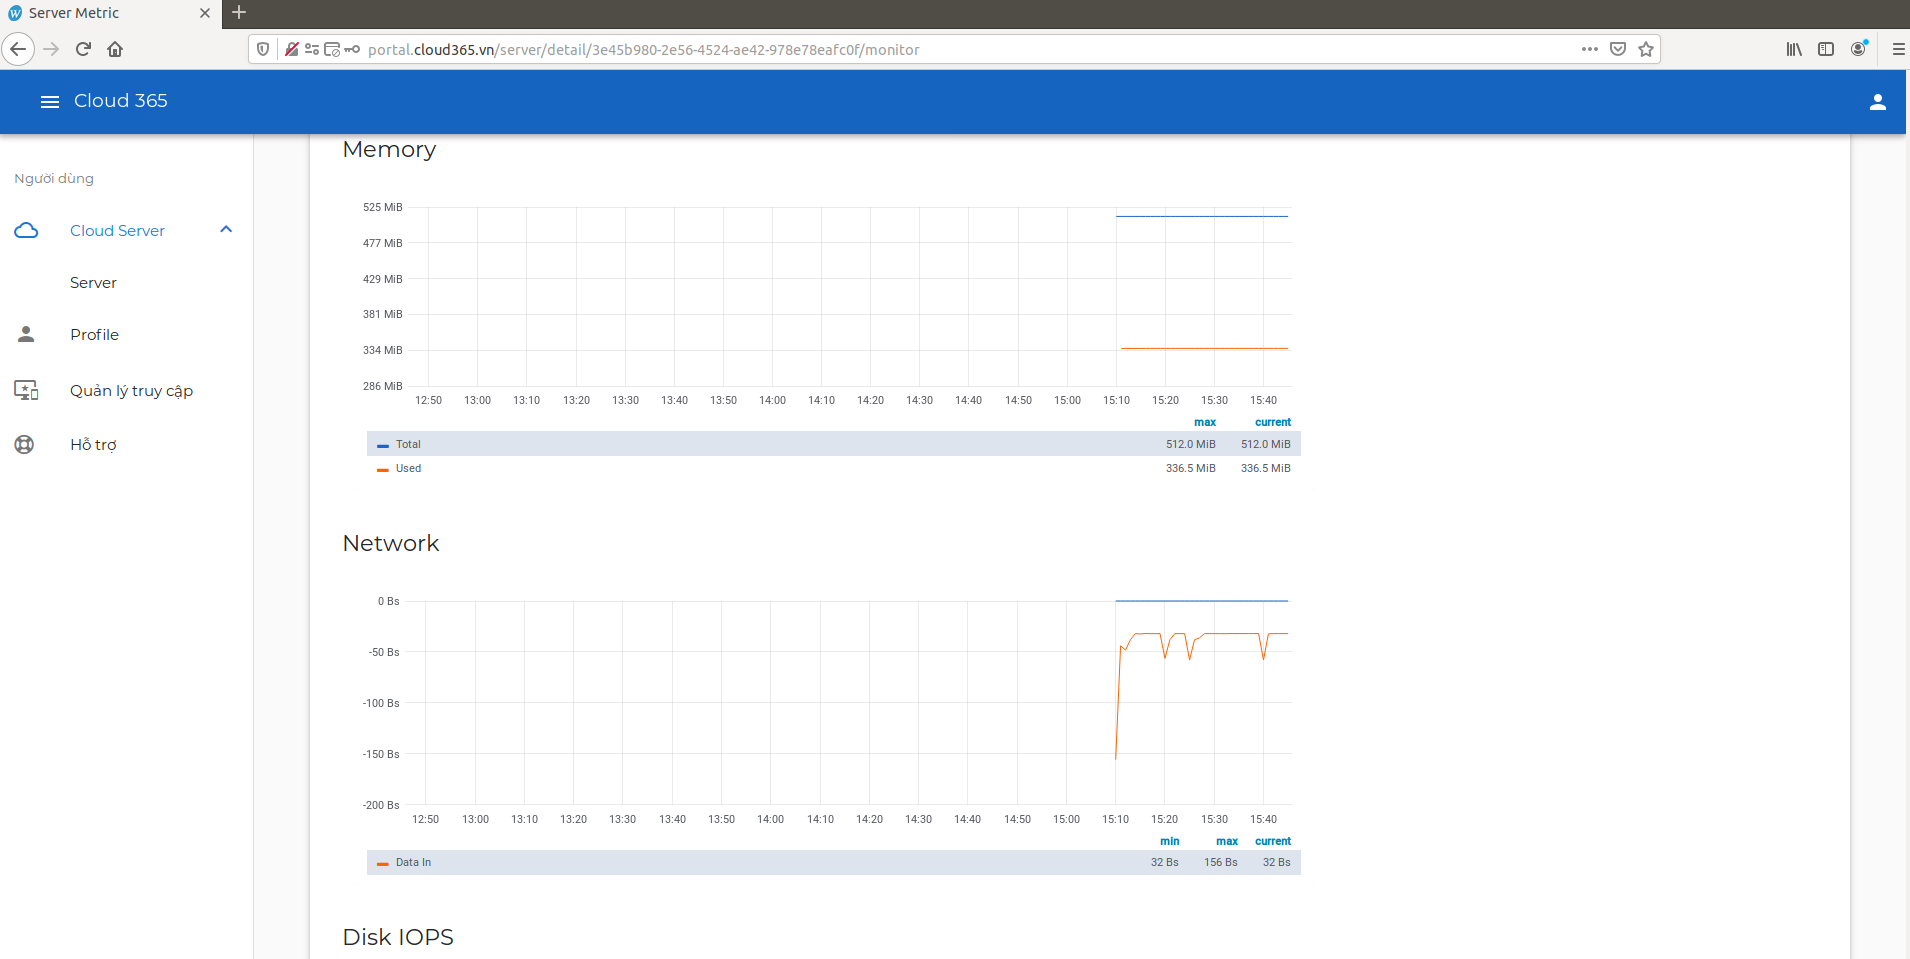 Server Metric
portal.cloud365.vn/server/detail/3e45b980-2e56-4524-ae42-978e78eafc0f/monitor
Cloud 365
Người dùng
Cloud Server
Server
Profile
Quản lý truy cập
Hỗ trợ
Memory
525 MiB
477 MiB
429 MiB
381 MiB
334 MiB
286 MiB
12:50 13:00 13:10 13:20 13:30 13:40 13:50 14:00 14:10 14:20 14:30 14:40 14:50 15:00 15:10 15:20 15:30 15:40
max current
Total 512.0 MiB 512.0 MiB
Used 336.5 MiB 336.5 MiB
Network
0 Bs
-50 Bs
-100 Bs
-150 Bs
-200 Bs
12:50 13:00 13:10 13:20 13:30 13:40 13:50 14:00 14:10 14:20 14:30 14:40 14:50 15:00 15:10 15:20 15:30 15:40
min max current
Data In 32 Bs 156 Bs 32 Bs
Disk IOPS